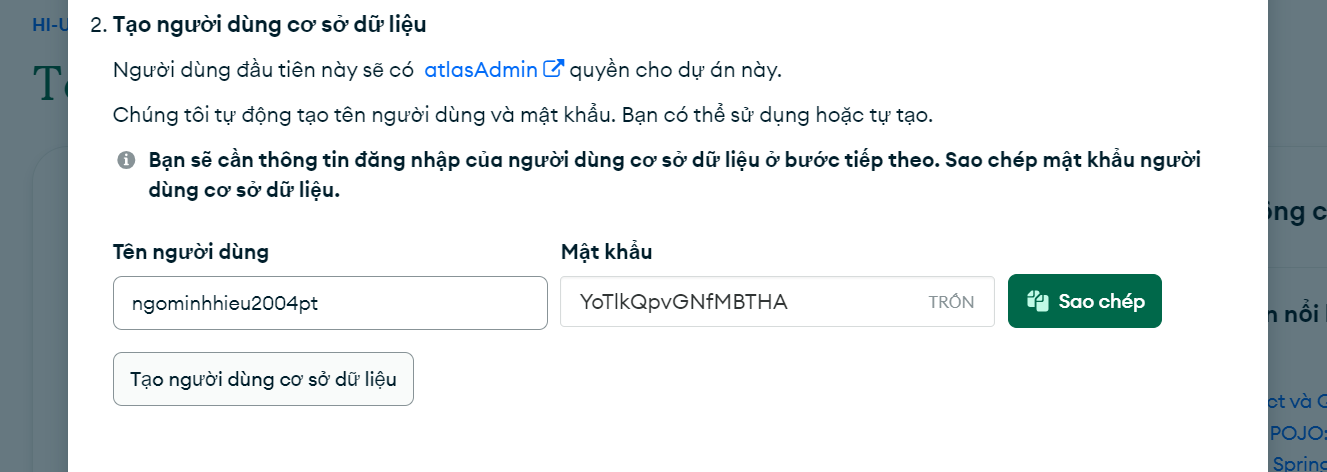 HI-U
2. Tạo người dùng cơ sở dữ liệu
Người dùng đầu tiên này sẽ có atlasAdmin quyền cho dự án này.
Chúng tôi tự động tạo tên người dùng và mật khẩu. Bạn có thể sử dụng hoặc tự tạo.
Bạn sẽ cần thông tin đăng nhập của người dùng cơ sở dữ liệu ở bước tiếp theo. Sao chép mật khẩu người
dùng cơ sở dữ liệu.
Tên người dùng Mật khẩu
ngominhhieu2004pt YoTlkQpvGNfMBTHA TRỐN Sao chép
Tạo người dùng cơ sở dữ liệu
n nổi
ct và
POJO:
Spring